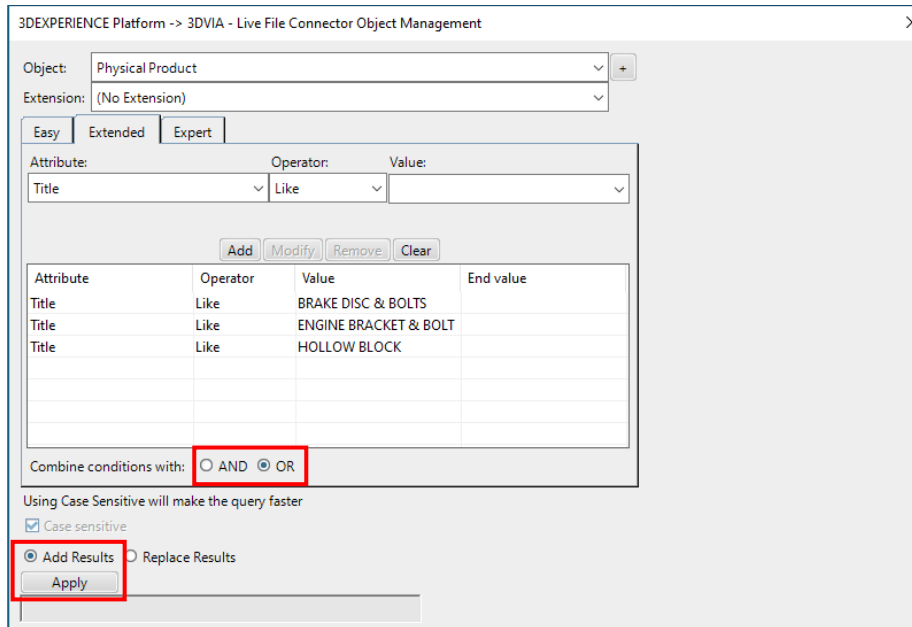 3DEXPERIENCE Platform -> 3DVIA - Live File Connector Object Management
Object: Physical Product +
Extension: (No Extension)
Easy Extended Expert
Attribute: Operator: Value:
Title Like
Add Modify Remove Clear
Attribute Operator Value End value
Title Like BRAKE DISC & BOLTS
Title Like ENGINE BRACKET & BOLT
Title Like HOLLOW BLOCK
Combine conditions with: AND OR
Using Case Sensitive will make the query faster
Case sensitive
Add Results Replace Results
Apply